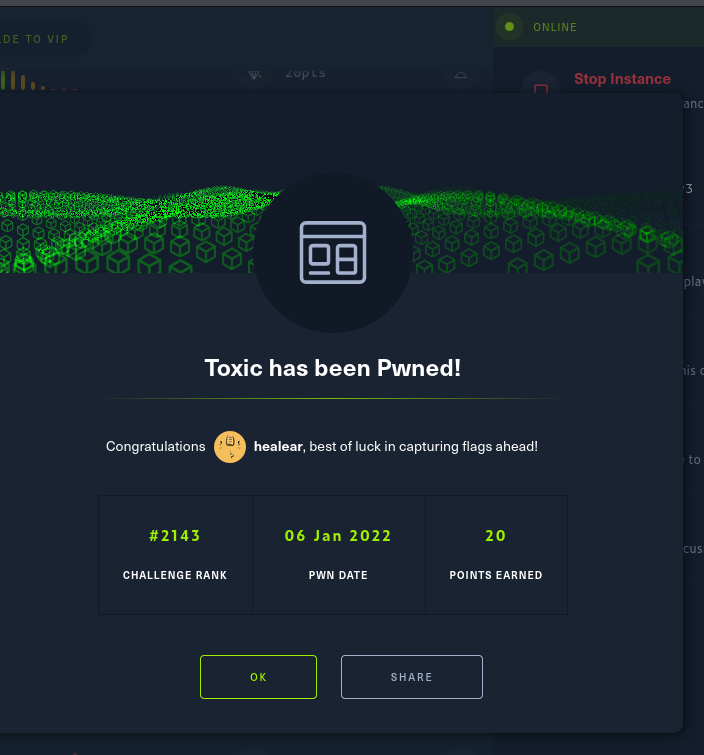 DE TO VIP
20pts
ONLINE
Stop Instance
Toxic has been Pwned!
Congratulations healear, best of luck in capturing flags ahead!
#2143 06 Jan 2022 20
CHALLENGE RANK PWN DATE POINTS EARNED
OK SHARE